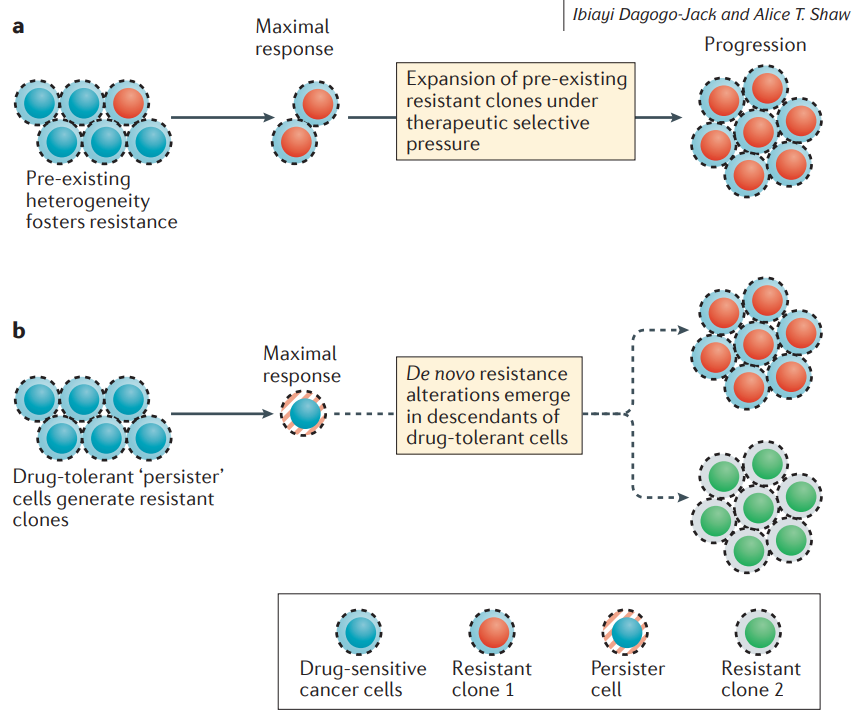 Ibiayi Dagogo-Jack and Alice T. Shaw
a
Maximal
response
Progression
Expansion of pre-existing
resistant clones under
therapeutic selective
pressure
Pre-existing
heterogeneity
fosters resistance
b
Maximal
response
De novo resistance
alterations emerge
in descendants of
drug-tolerant cells
Drug-tolerant ‘persister’
cells generate resistant
clones
Drug-sensitive
cancer cells
Resistant
clone 1
Persister
cell
Resistant
clone 2